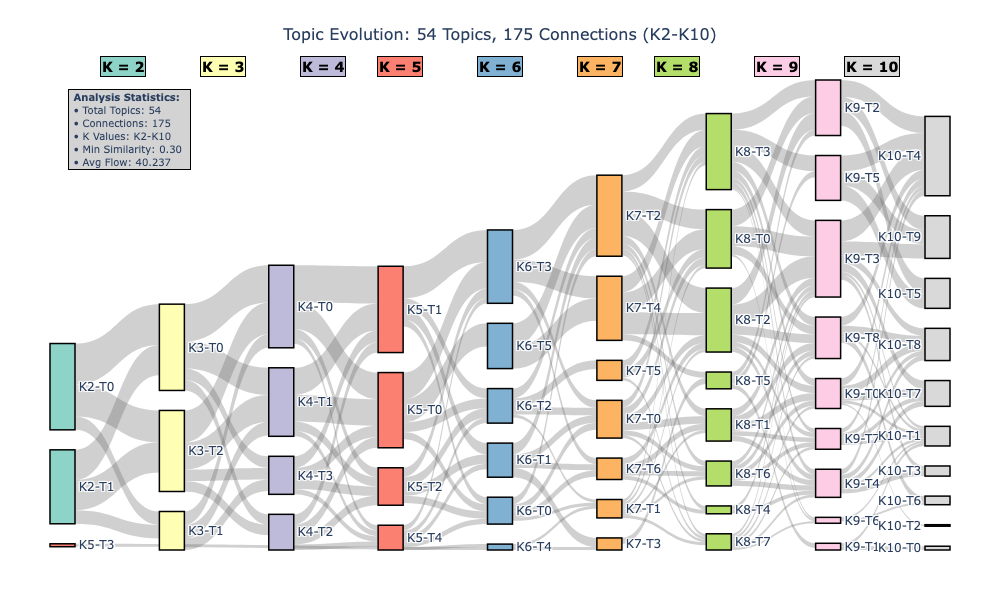 Topic Evolution: 54 Topics, 175 Connections (K2-K10)
K = 2
K = 3
K = 4
K = 5
K = 6
K = 7
K = 8
K = 9
K = 10
Analysis Statistics:
• Total Topics: 54
• Connections: 175
• K Values: K2-K10
• Min Similarity: 0.30
• Avg Flow: 40.237
K2-T0
K2-T1
K5-T3
K3-T0
K3-T2
K3-T1
K4-T0
K4-T1
K4-T3
K4-T2
K5-T1
K5-T0
K5-T2
K5-T4
K6-T3
K6-T5
K6-T2
K6-T1
K6-T0
K6-T4
K7-T2
K7-T4
K7-T5
K7-T0
K7-T6
K7-T1
K7-T3
K8-T3
K8-T0
K8-T2
K8-T5
K8-T1
K8-T6
K8-T4
K8-T7
K9-T2
K9-T5
K9-T3
K9-T8
K9-T0
K9-T7
K9-T4
K9-T6
K9-T1
K10-T4
K10-T9
K10-T5
K10-T8
K10-T7
K10-T1
K10-T3
K10-T6
K10-T2
K10-T0